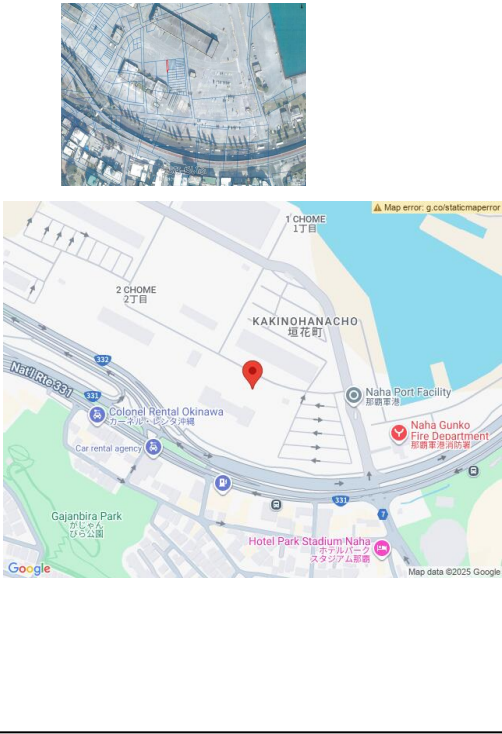 Map error: g.co/staticmaperror
1 CHOME
1丁目
2 CHOME
2丁目
KAKINOHANACHO
垣花町
332
Nat'l Rte 331
331
Naha Port Facility
那覇軍港
Colonel Rental Okinawa
カーネル・レンタ沖縄
Naha Gunko
Fire Department
那覇軍港消防署
Car rental agency
331
7
Gajanbira Park
がじゃん
びら公園
Hotel Park Stadium Naha
ホテルパーク
スタジアム那覇
Google
Map data ©2025 Google